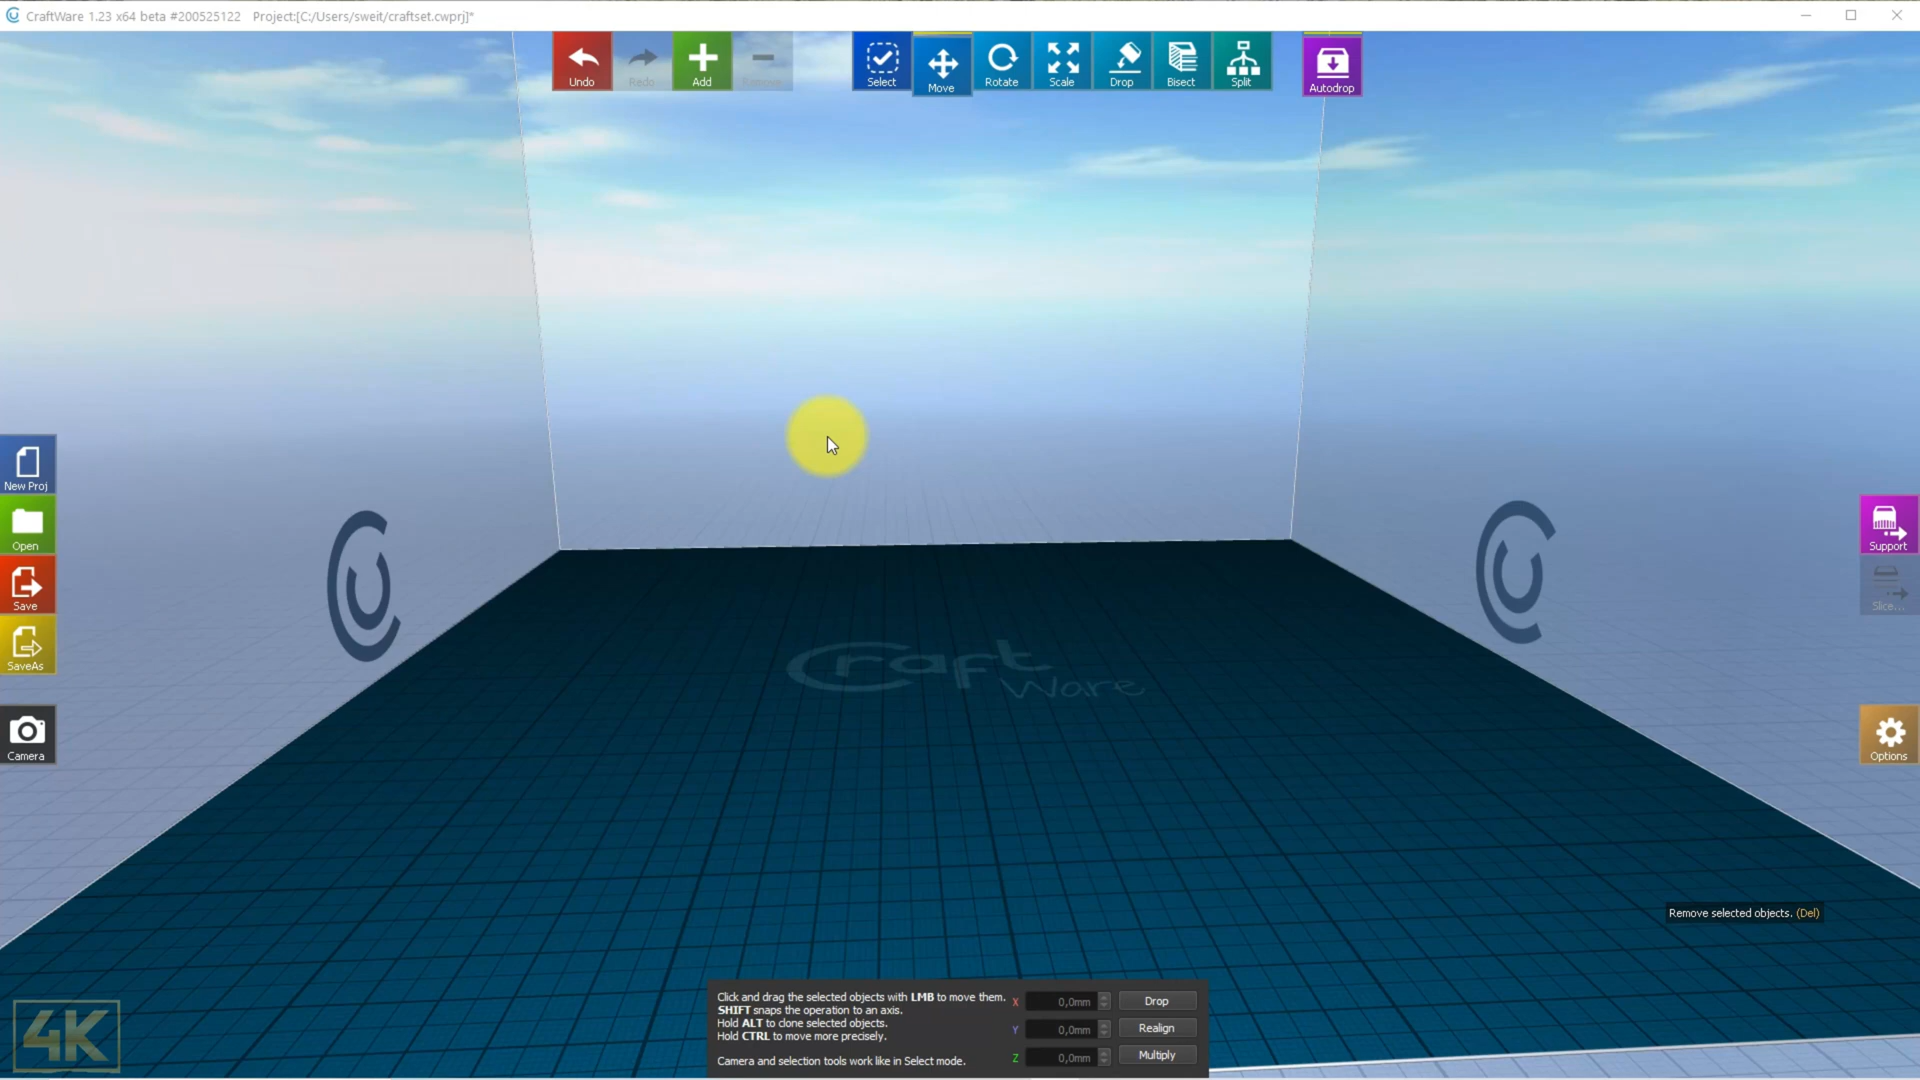 CraftWare 1.23 x64 beta #200525122 Project:[C:/Users/sweit/craftset.cwprj]*
Undo
Redo
Add
Remove
Select
Move
Rotate
Scale
Drop
Bisect
Split
Autodrop
New Proj
Open
Save
SaveAs
Camera
Support
Slice...
Options
Craft
Ware
Remove selected objects. (Del)
Click and drag the selected objects with LMB to move them.
SHIFT snaps the operation to an axis.
Hold ALT to clone selected objects.
Hold CTRL to move more precisely.
Camera and selection tools work like in Select mode.
X 0,0mm Drop
Y 0,0mm Realign
Z 0,0mm Multiply
4K